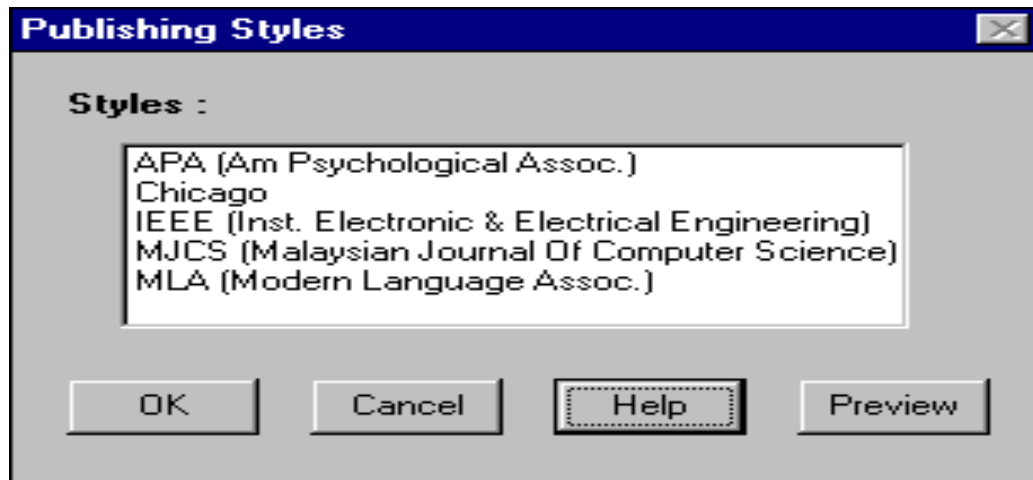 Publishing Styles
Styles :
APA (Am Psychological Assoc.)
Chicago
IEEE (Inst. Electronic & Electrical Engineering)
MJCS (Malaysian Journal Of Computer Science)
MLA (Modern Language Assoc.)
OK Cancel Help Preview